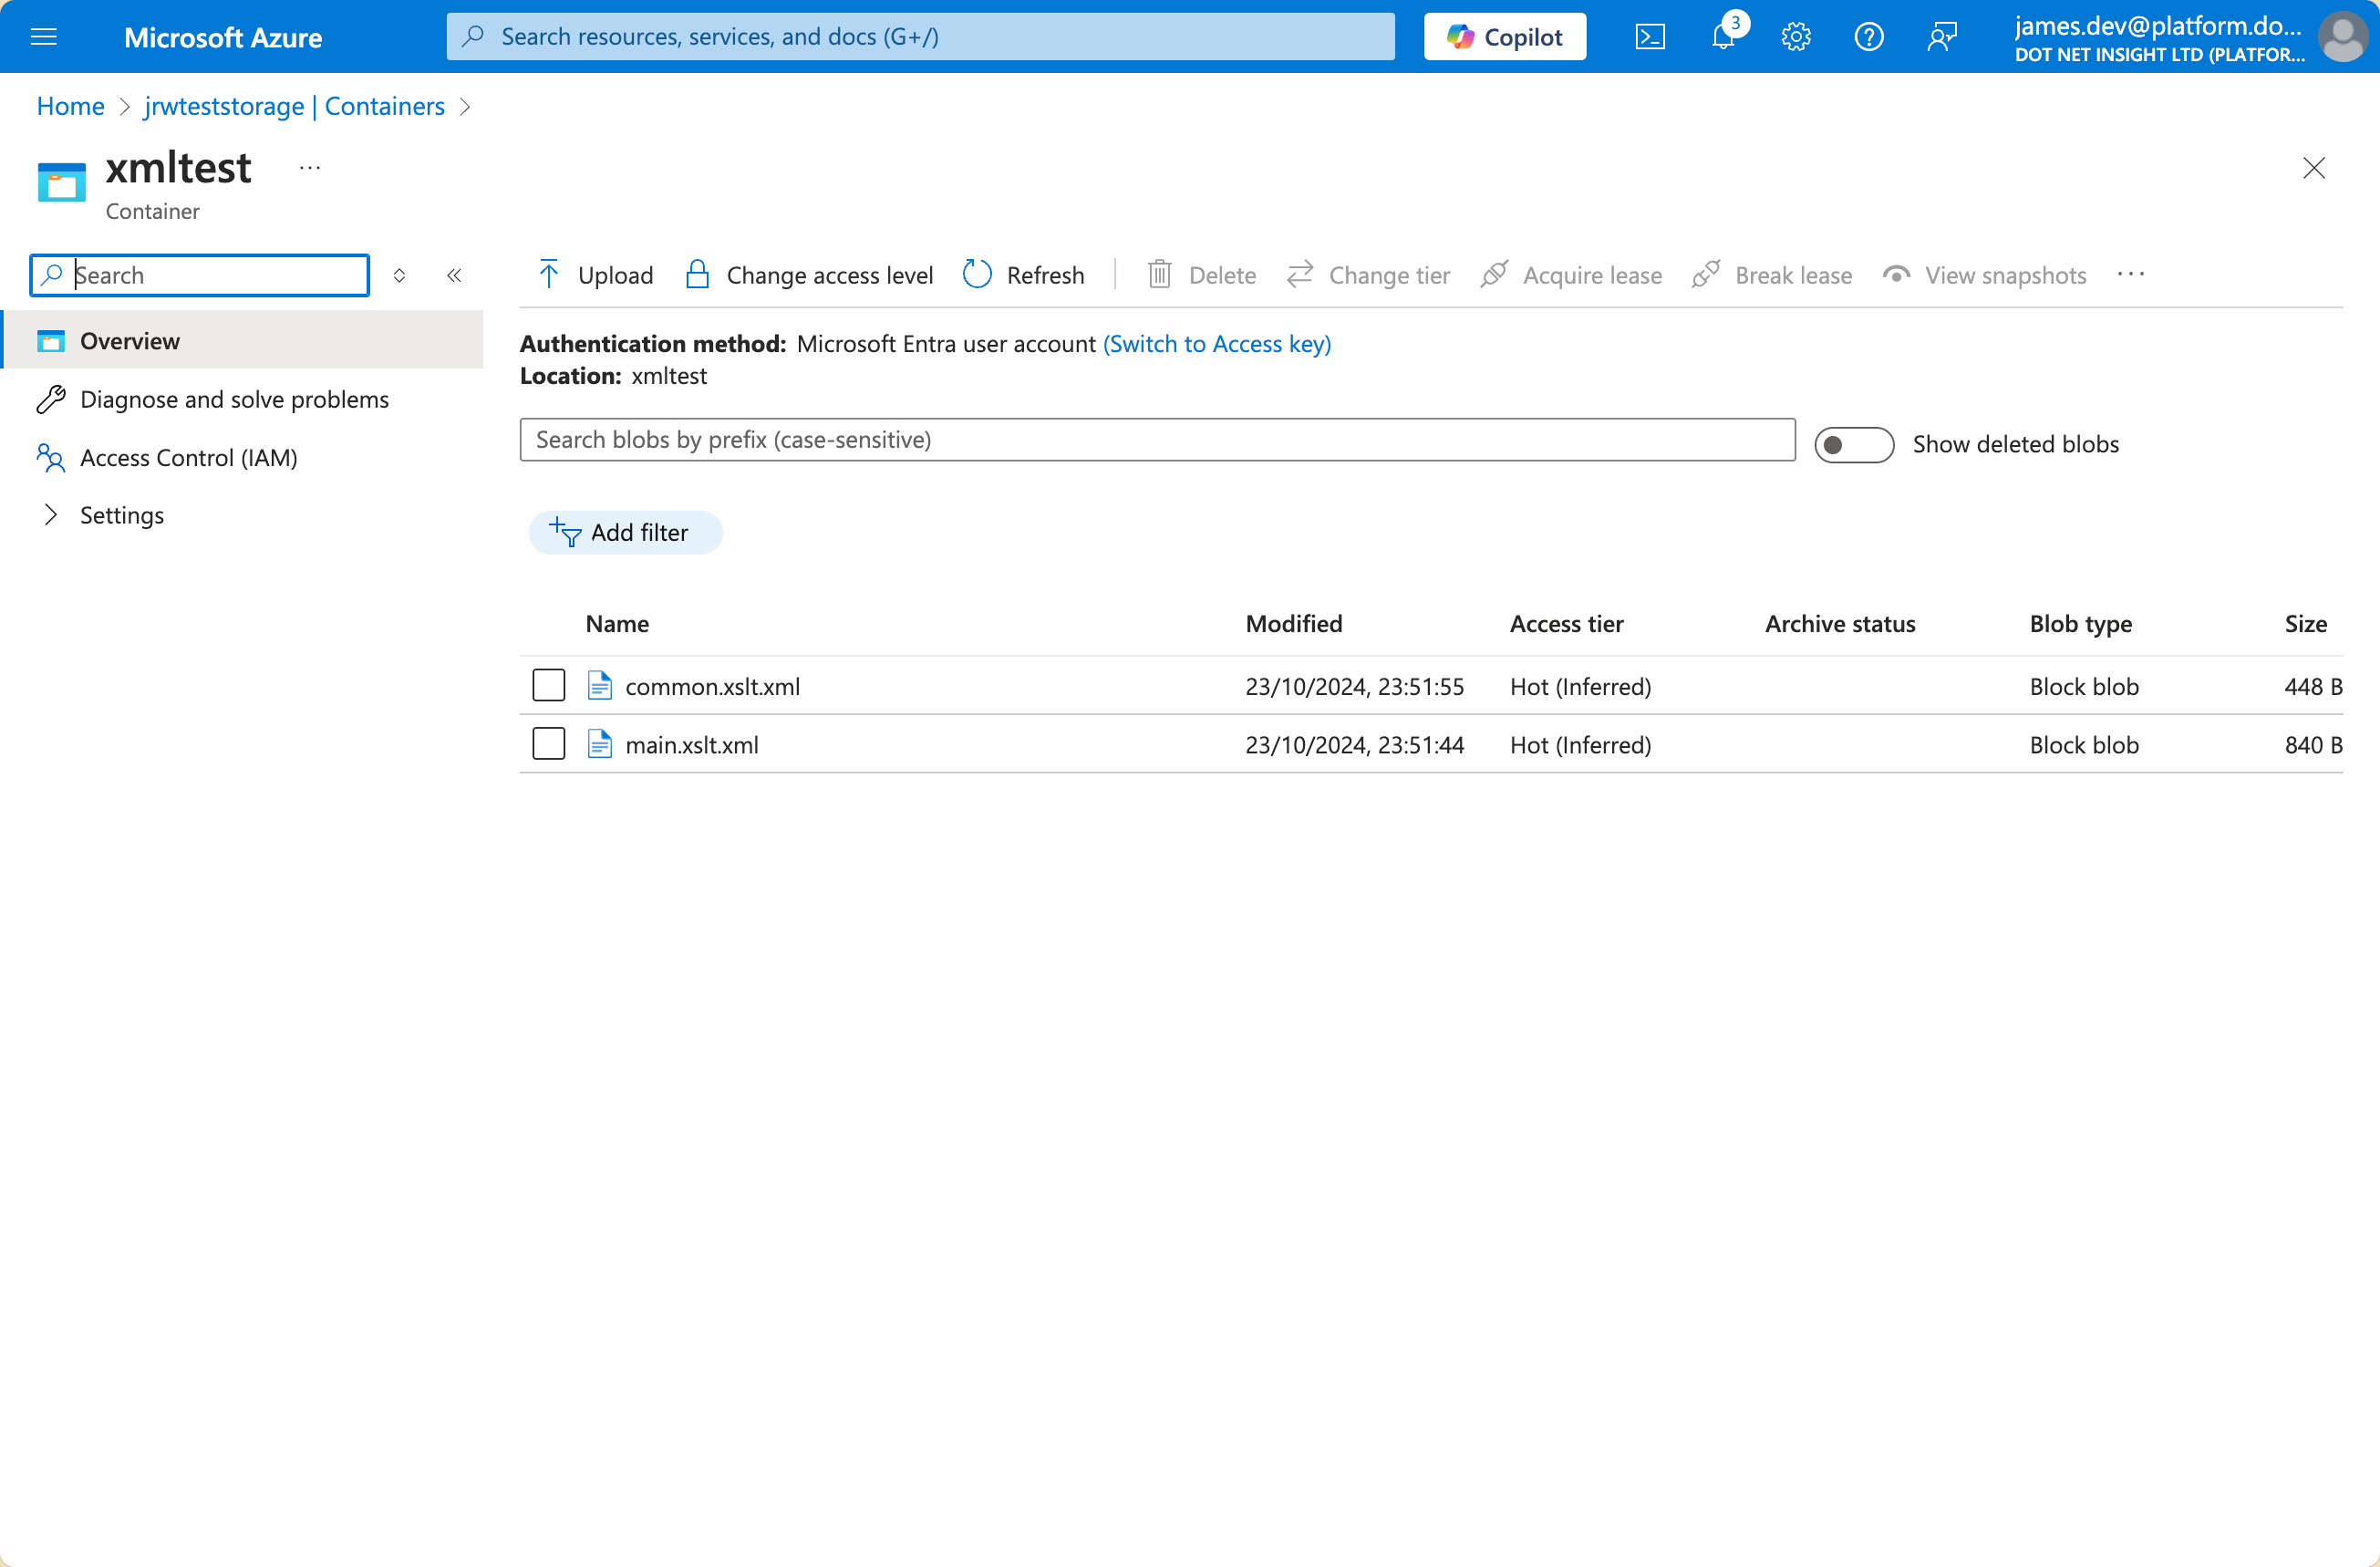 Microsoft Azure
Search resources, services, and docs (G+/)
Copilot
3
james.dev@platform.do...
DOT NET INSIGHT LTD (PLATFOR...
Home > jrwteststorage | Containers >
xmltest ...
Container
Search
Overview
Diagnose and solve problems
Access Control (IAM)
Settings
Upload Change access level Refresh Delete Change tier Acquire lease Break lease View snapshots ...
Authentication method: Microsoft Entra user account (Switch to Access key)
Location: xmltest
Search blobs by prefix (case-sensitive)
Show deleted blobs
Add filter
Name Modified Access tier Archive status Blob type Size
common.xslt.xml 23/10/2024, 23:51:55 Hot (Inferred) Block blob 448 B
main.xslt.xml 23/10/2024, 23:51:44 Hot (Inferred) Block blob 840 B